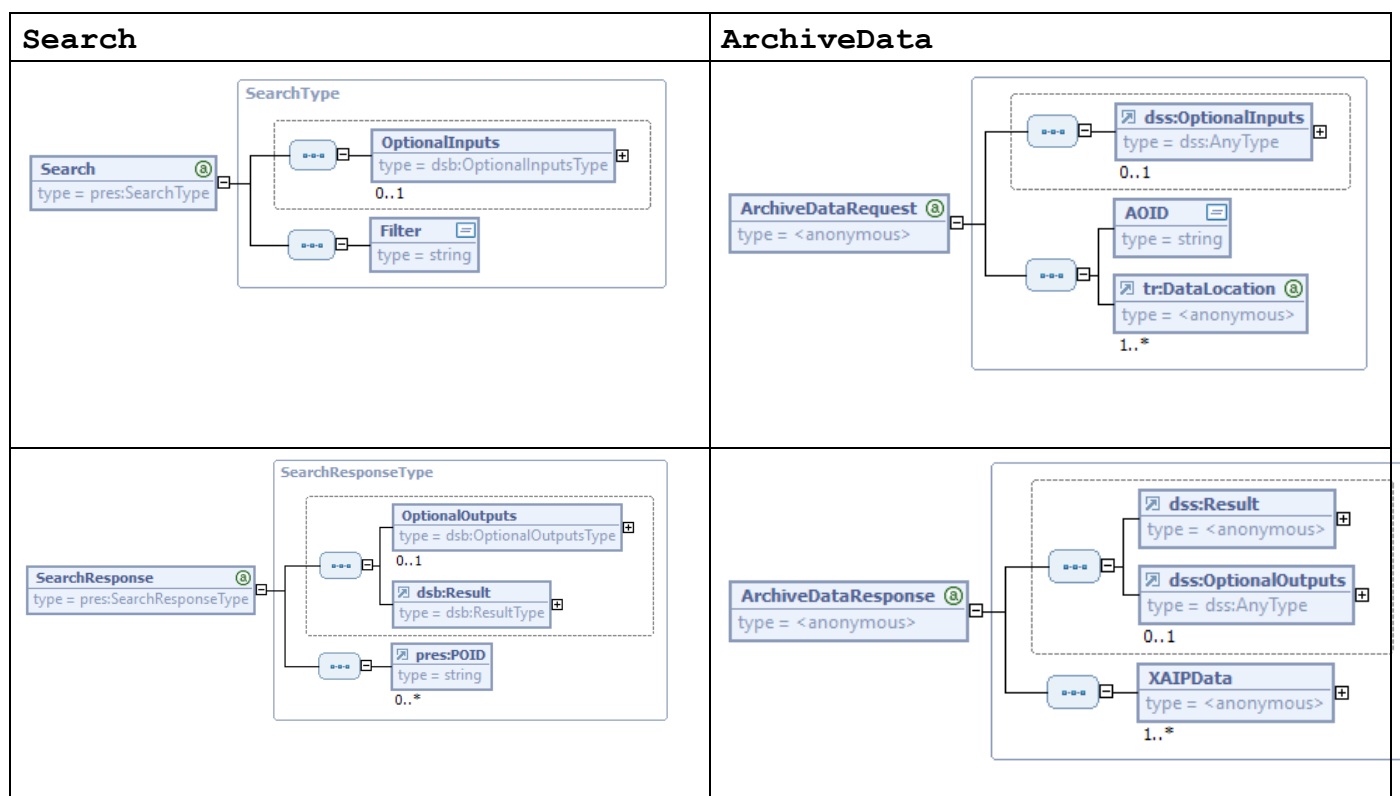 Search
ArchiveData
SearchType
OptionalInputs
type = dsb:OptionalInputsType
0..1
Search
type = pres:SearchType
Filter
type = string
dss:OptionalInputs
type = dss:AnyType
0..1
ArchiveDataRequest
type = <anonymous>
AOID
type = string
tr:DataLocation
type = <anonymous>
1..*
SearchResponseType
OptionalOutputs
type = dsb:OptionalOutputsType
0..1
SearchResponse
type = pres:SearchResponseType
dsb:Result
type = dsb:ResultType
pres:POID
type = string
0..*
dss:Result
type = <anonymous>
dss:OptionalOutputs
type = dss:AnyType
0..1
ArchiveDataResponse
type = <anonymous>
XAIPData
type = <anonymous>
1..*